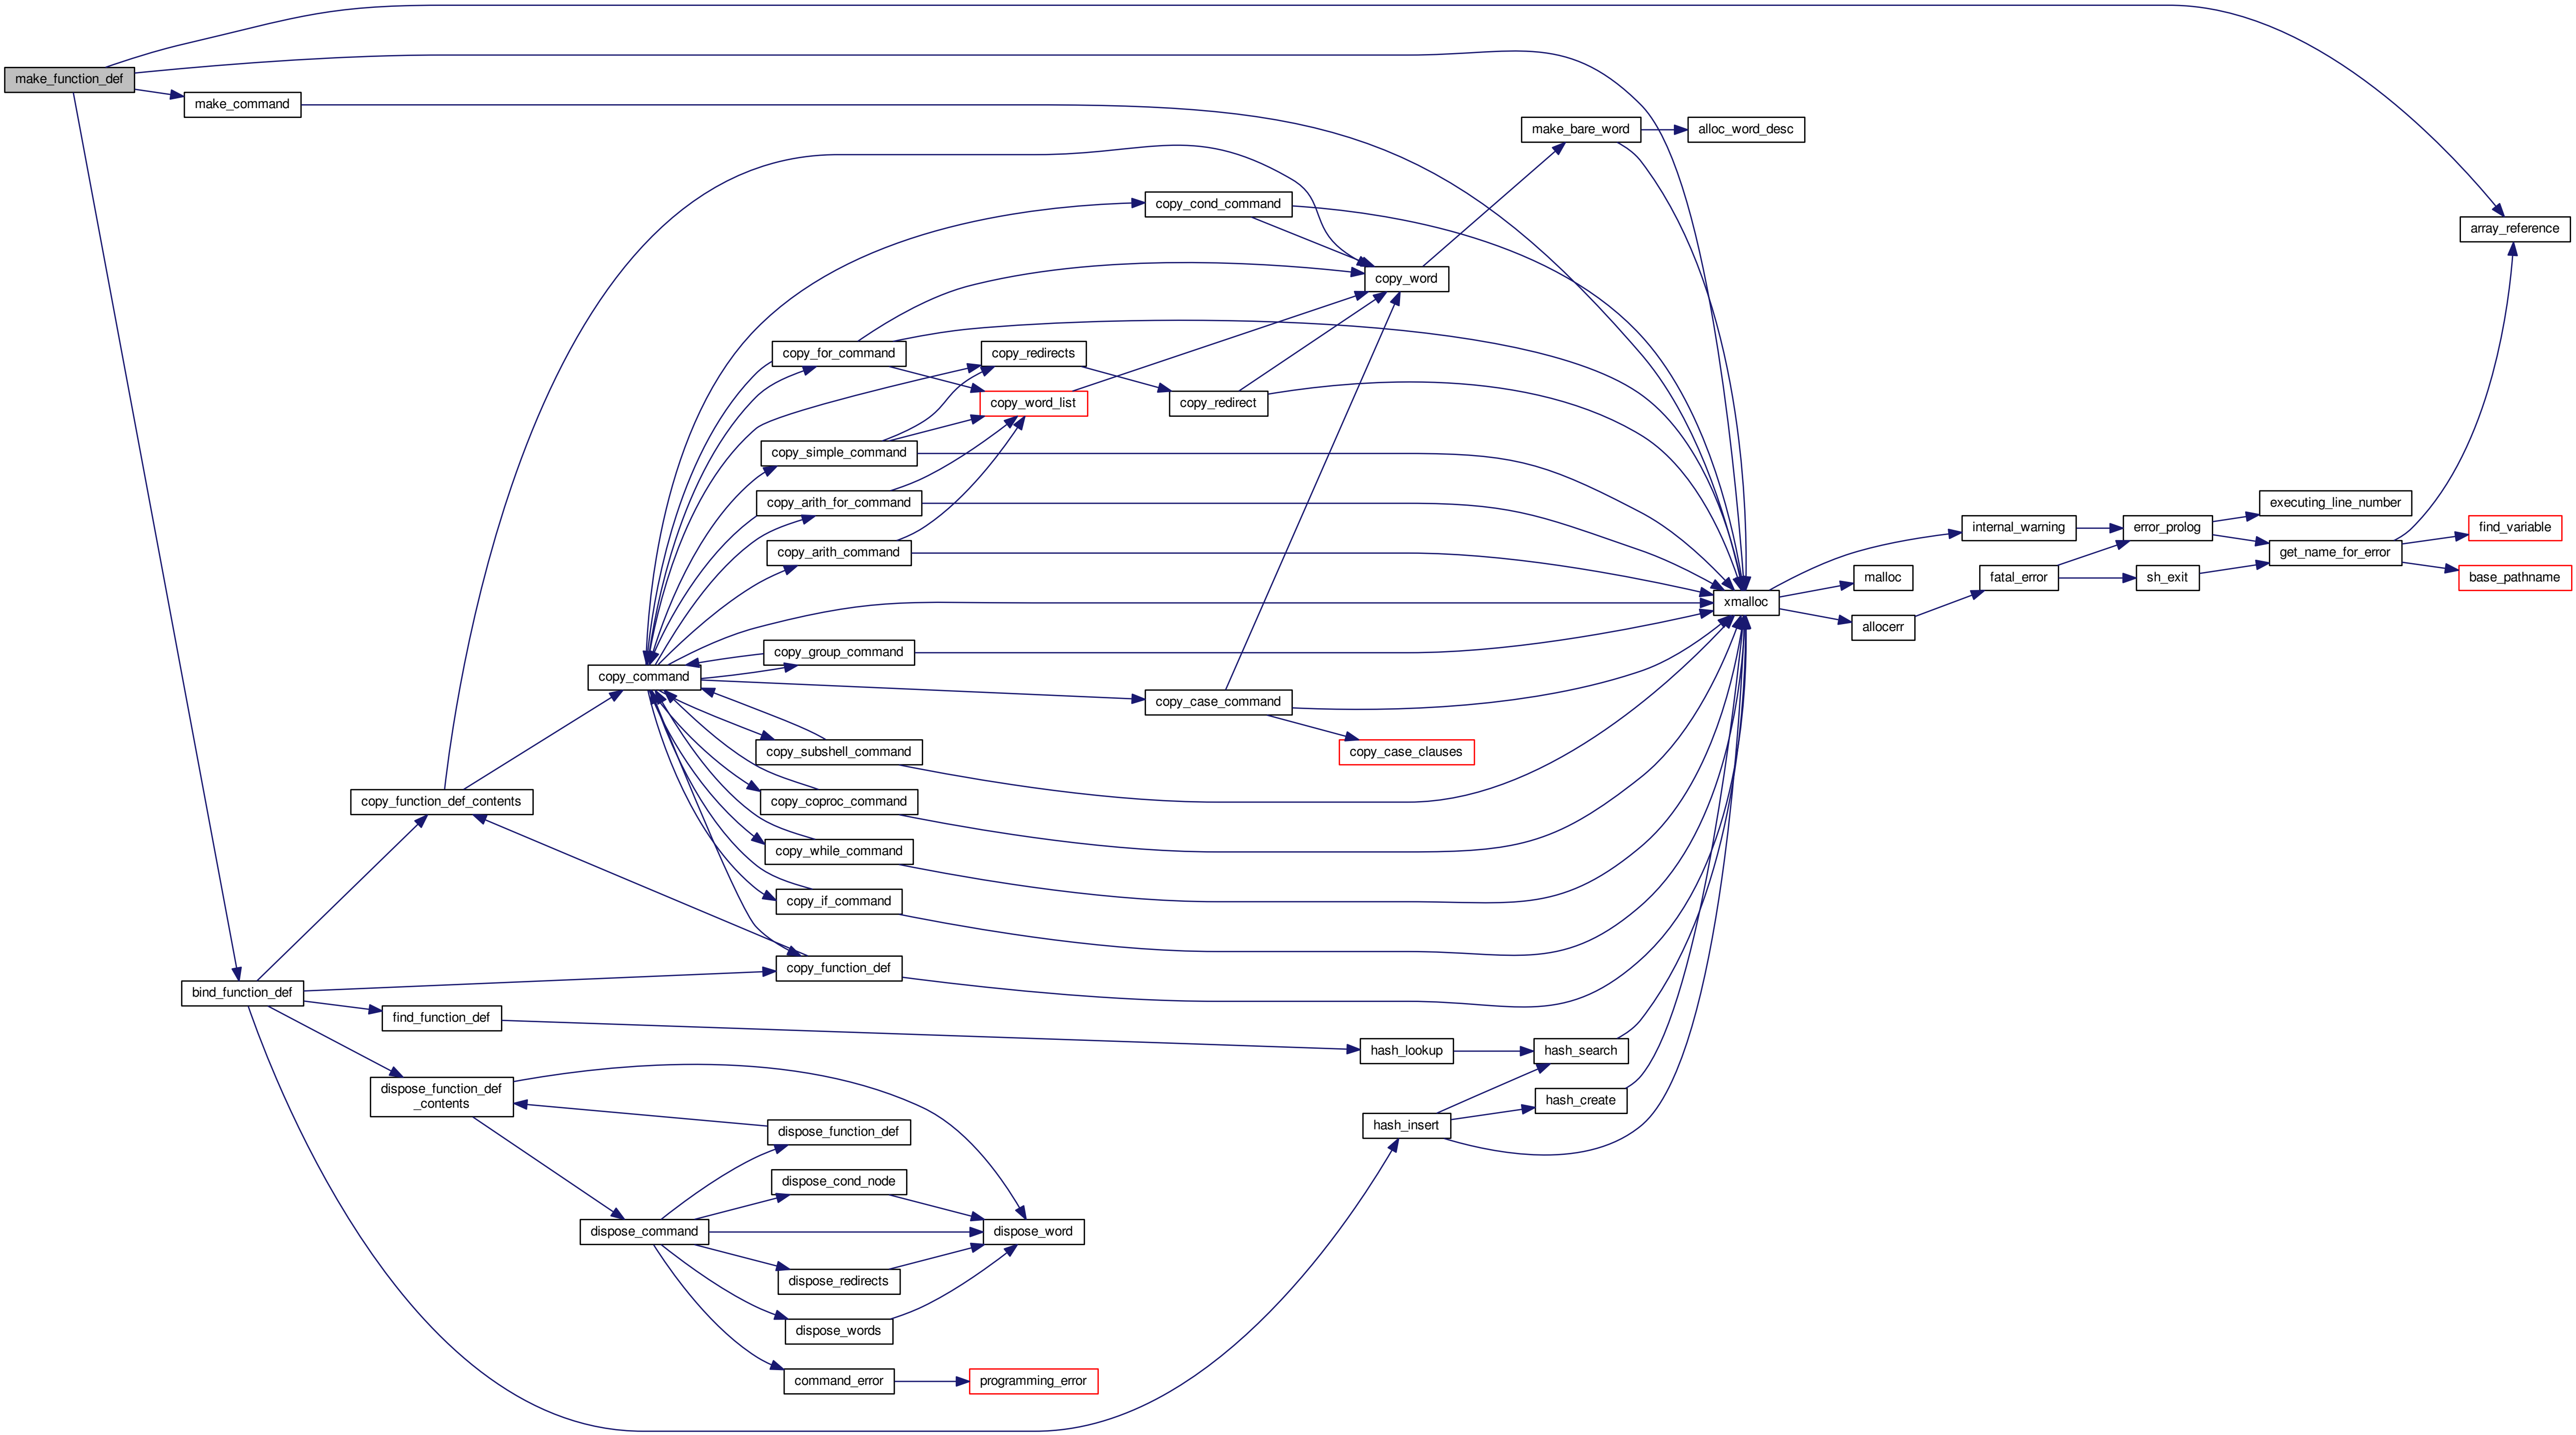 make_function_def
make_command
make_bare_word
alloc_word_desc
copy_cond_command
array_reference
copy_word
copy_for_command
copy_redirects
copy_word_list
copy_redirect
copy_simple_command
copy_arith_for_command
executing_line_number
internal_warning
error_prolog
find_variable
copy_arith_command
get_name_for_error
malloc
fatal_error
sh_exit
base_pathname
xmalloc
allocerr
copy_group_command
copy_command
copy_case_command
copy_subshell_command
copy_case_clauses
copy_function_def_contents
copy_coproc_command
copy_while_command
copy_if_command
copy_function_def
bind_function_def
find_function_def
hash_lookup
hash_search
dispose_function_def
_contents
hash_create
hash_insert
dispose_function_def
dispose_cond_node
dispose_command
dispose_word
dispose_redirects
dispose_words
command_error
programming_error